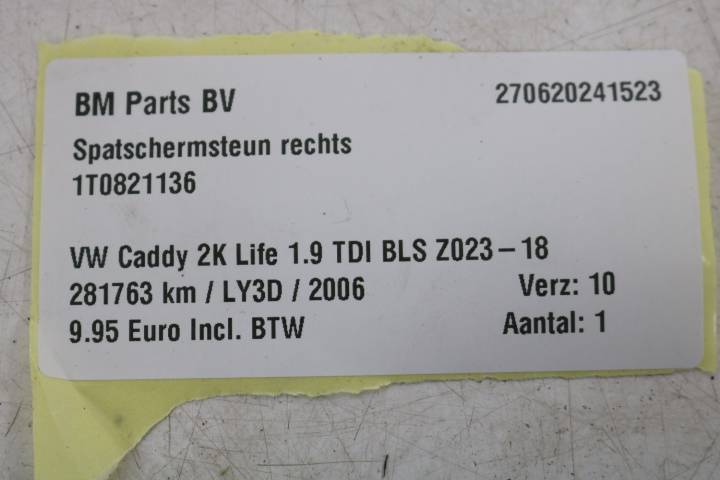 BM Parts BV 270620241523
Spatschermsteun rechts
1T0821136
VW Caddy 2K Life 1.9 TDI BLS Z023-18
281763 km / LY3D / 2006 Verz: 10
9.95 Euro Incl. BTW Aantal: 1